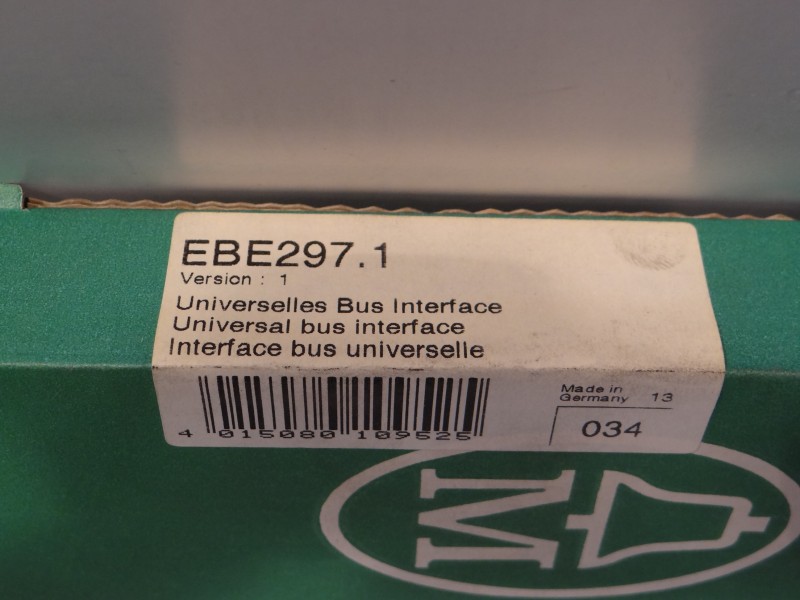 EBE297.1
Version : 1
Universelles Bus Interface
Universal bus interface
Interface bus universelle
4 015080 109525
Made in
Germany 13
034
M